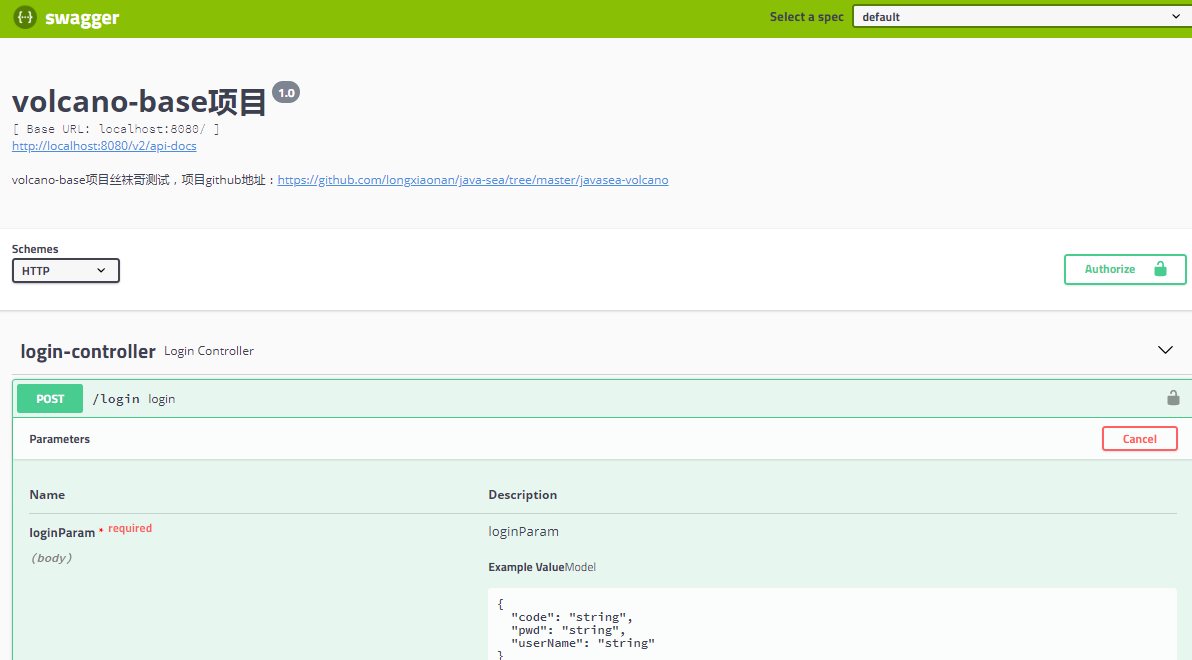 swagger
Select a spec default
volcano-base项目 1.0
[ Base URL: localhost:8080/ ]
http://localhost:8080/v2/api-docs
volcano-base项目丝袜哥测试，项目github地址：https://github.com/longxiaonan/java-sea/tree/master/javasea-volcano
Schemes
HTTP
Authorize
login-controller Login Controller
POST /login login
Parameters Cancel
Name Description
loginParam * required loginParam
(body)
Example ValueModel
{
"code": "string",
"pwd": "string",
"userName": "string"
}